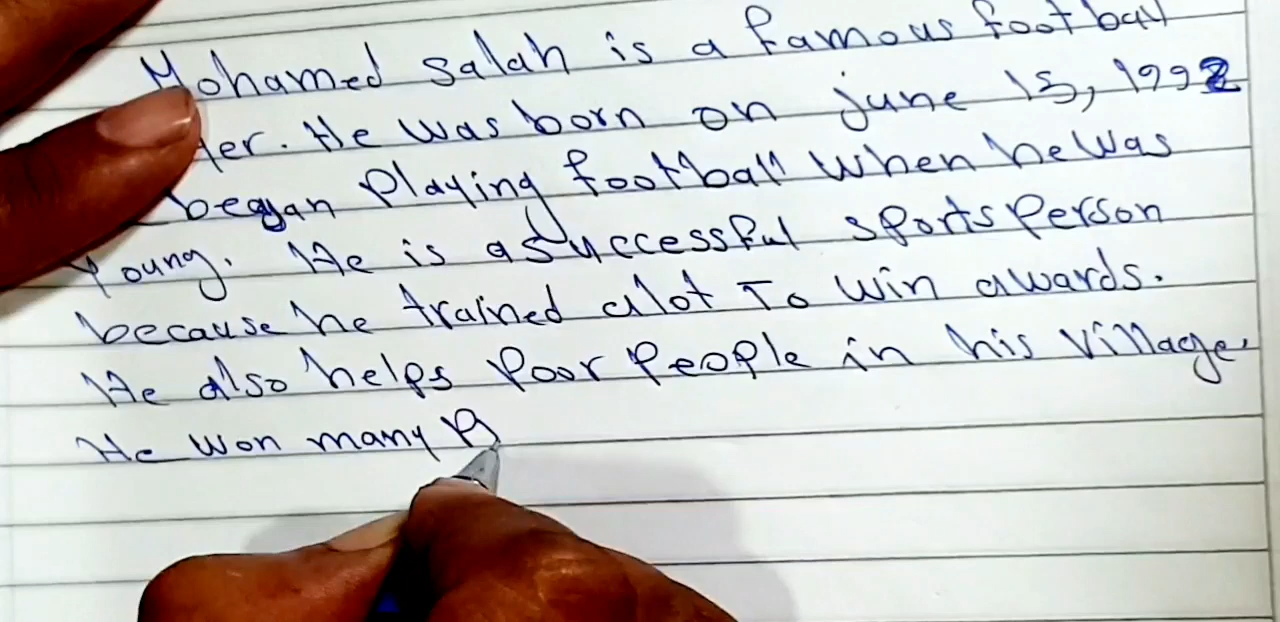 Mohamed Salah is a famous football
yer. He was born on june 15, 1992
began Playing football when he was
Young. He is a successful sports Person
because he trained alot To win awards.
He also helps Poor People in his village.
He won many